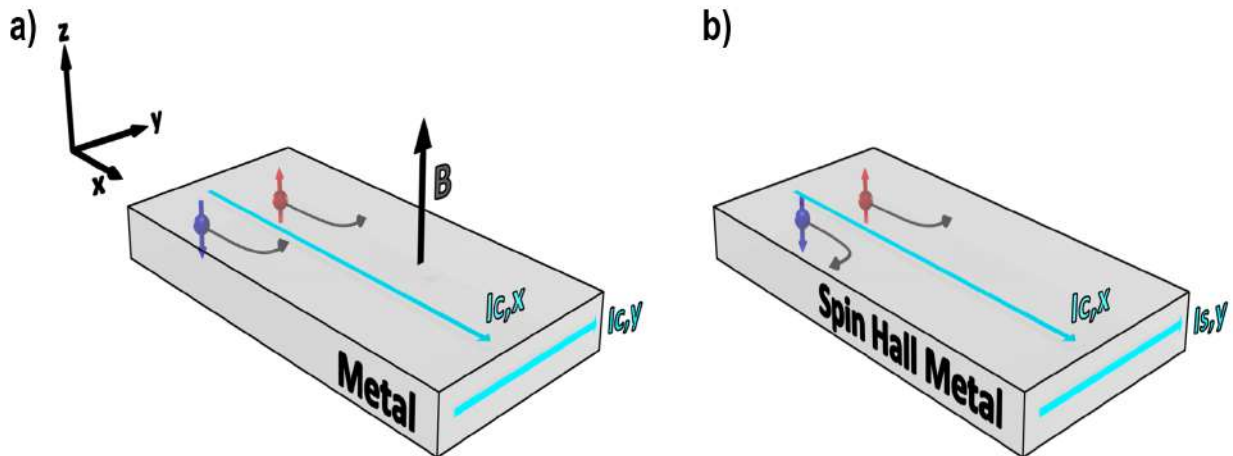 a)
z
y
x
B
Ic,x
Ic,y
Metal
b)
Ic,x
Is,y
Spin Hall Metal